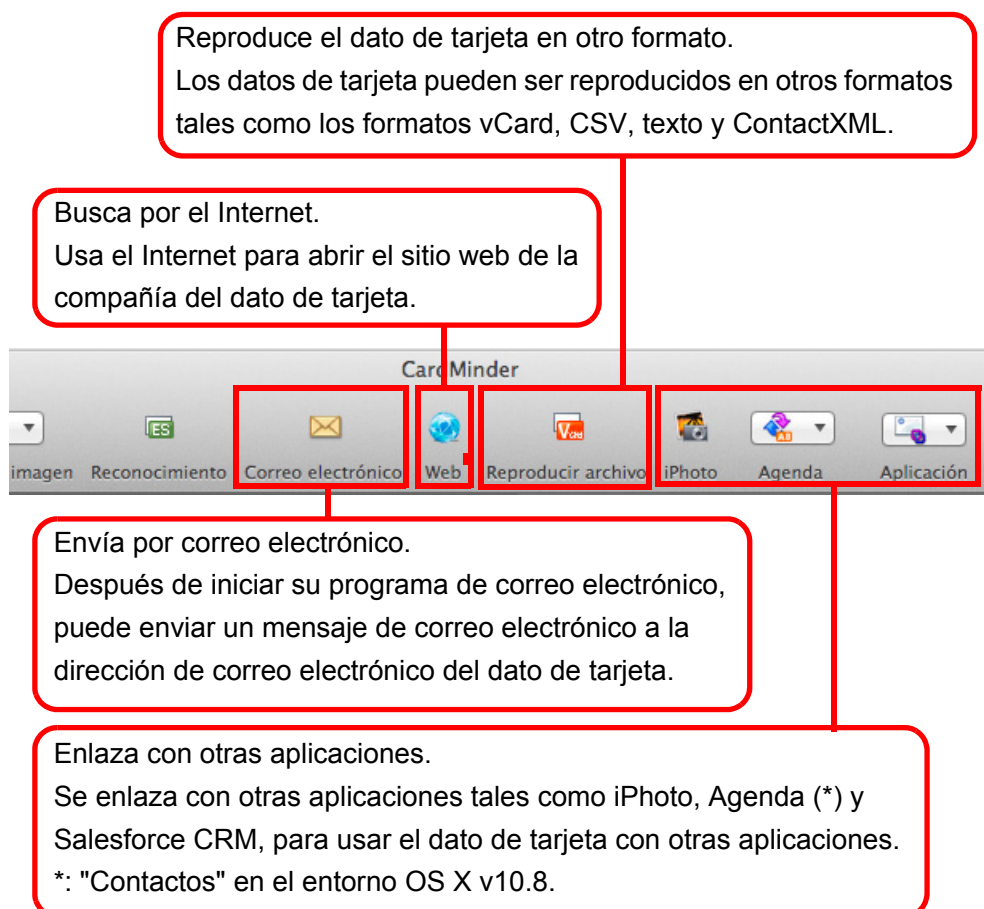 Reproduce el dato de tarjeta en otro formato.
Los datos de tarjeta pueden ser reproducidos en otros formatos
tales como los formatos vCard, CSV, texto y ContactXML.
Busca por el Internet.
Usa el Internet para abrir el sitio web de la
compañía del dato de tarjeta.
CardMinder
ES
VCard
AB
imagen Reconocimiento Correo electrónico Web Reproducir archivo iPhoto Agenda Aplicación
Envía por correo electrónico.
Después de iniciar su programa de correo electrónico,
puede enviar un mensaje de correo electrónico a la
dirección de correo electrónico del dato de tarjeta.
Enlaza con otras aplicaciones.
Se enlaza con otras aplicaciones tales como iPhoto, Agenda (*) y
Salesforce CRM, para usar el dato de tarjeta con otras aplicaciones.
*: "Contactos" en el entorno OS X v10.8.